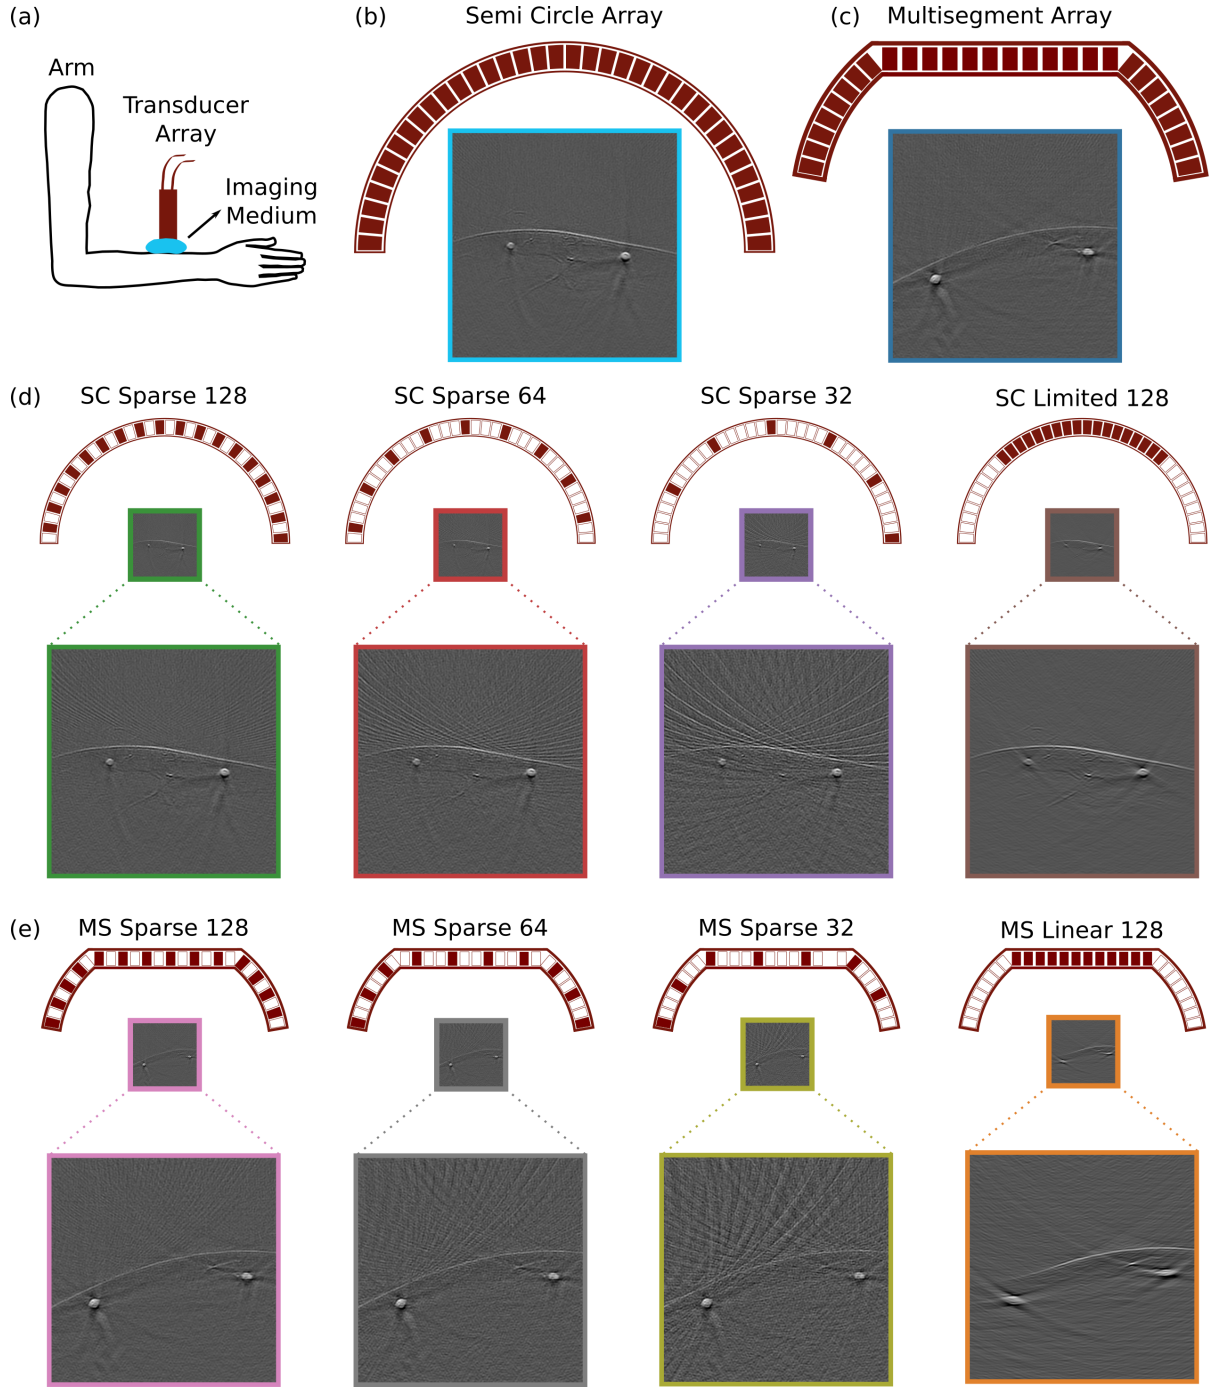 (a)
Arm
Transducer
Array
Imaging
Medium
(b)
Semi Circle Array
(c)
Multisegment Array
(d)
SC Sparse 128
SC Sparse 64
SC Sparse 32
SC Limited 128
(e)
MS Sparse 128
MS Sparse 64
MS Sparse 32
MS Linear 128